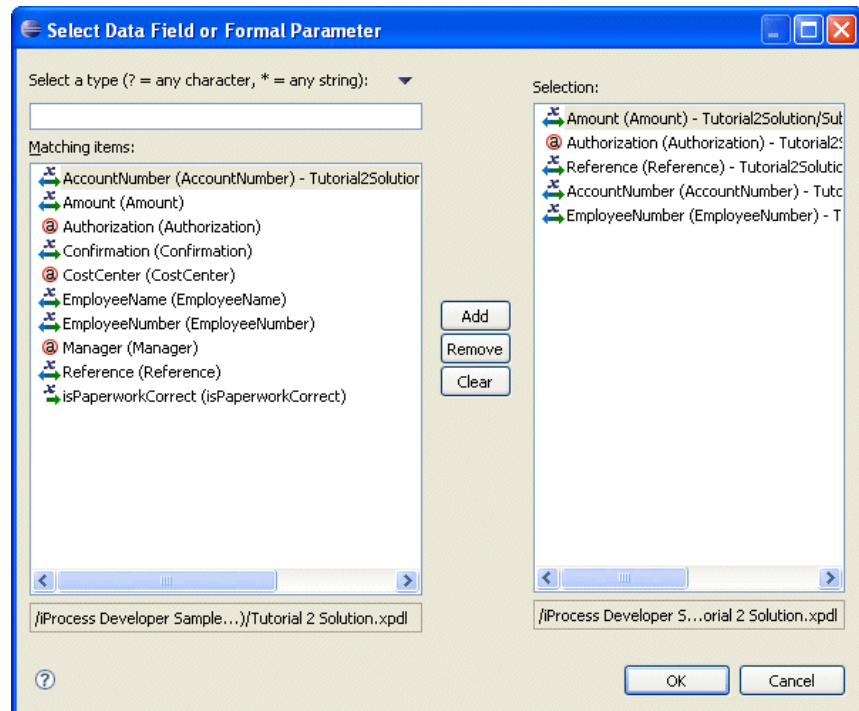 Select Data Field or Formal Parameter
Select a type (? = any character, * = any string):
Matching items:
AccountNumber (AccountNumber) - Tutorial2Solution
Amount (Amount)
@ Authorization (Authorization)
Confirmation (Confirmation)
@ CostCenter (CostCenter)
EmployeeName (EmployeeName)
EmployeeNumber (EmployeeNumber)
@ Manager (Manager)
Reference (Reference)
isPaperworkCorrect (isPaperworkCorrect)
/iProcess Developer Sample...)/Tutorial 2 Solution.xpdl
Add
Remove
Clear
Selection:
Amount (Amount) - Tutorial2Solution/Sub
@ Authorization (Authorization) - Tutorial2S
Reference (Reference) - Tutorial2Solutic
AccountNumber (AccountNumber) - Tuto
EmployeeNumber (EmployeeNumber) - T
/iProcess Developer S...orial 2 Solution.xpdl
?
OK
Cancel